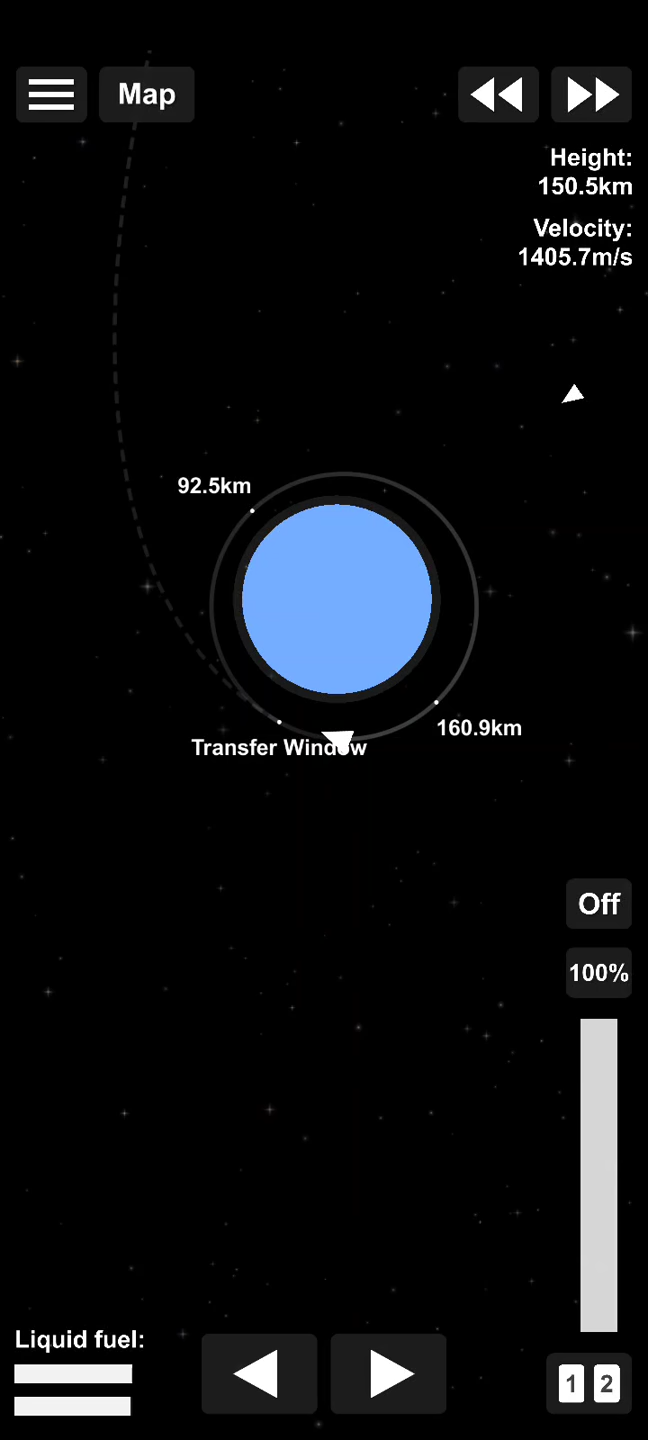 Map
Height:
150.5km
Velocity:
1405.7m/s
92.5km
160.9km
Transfer Window
Off
100%
Liquid fuel:
1 2